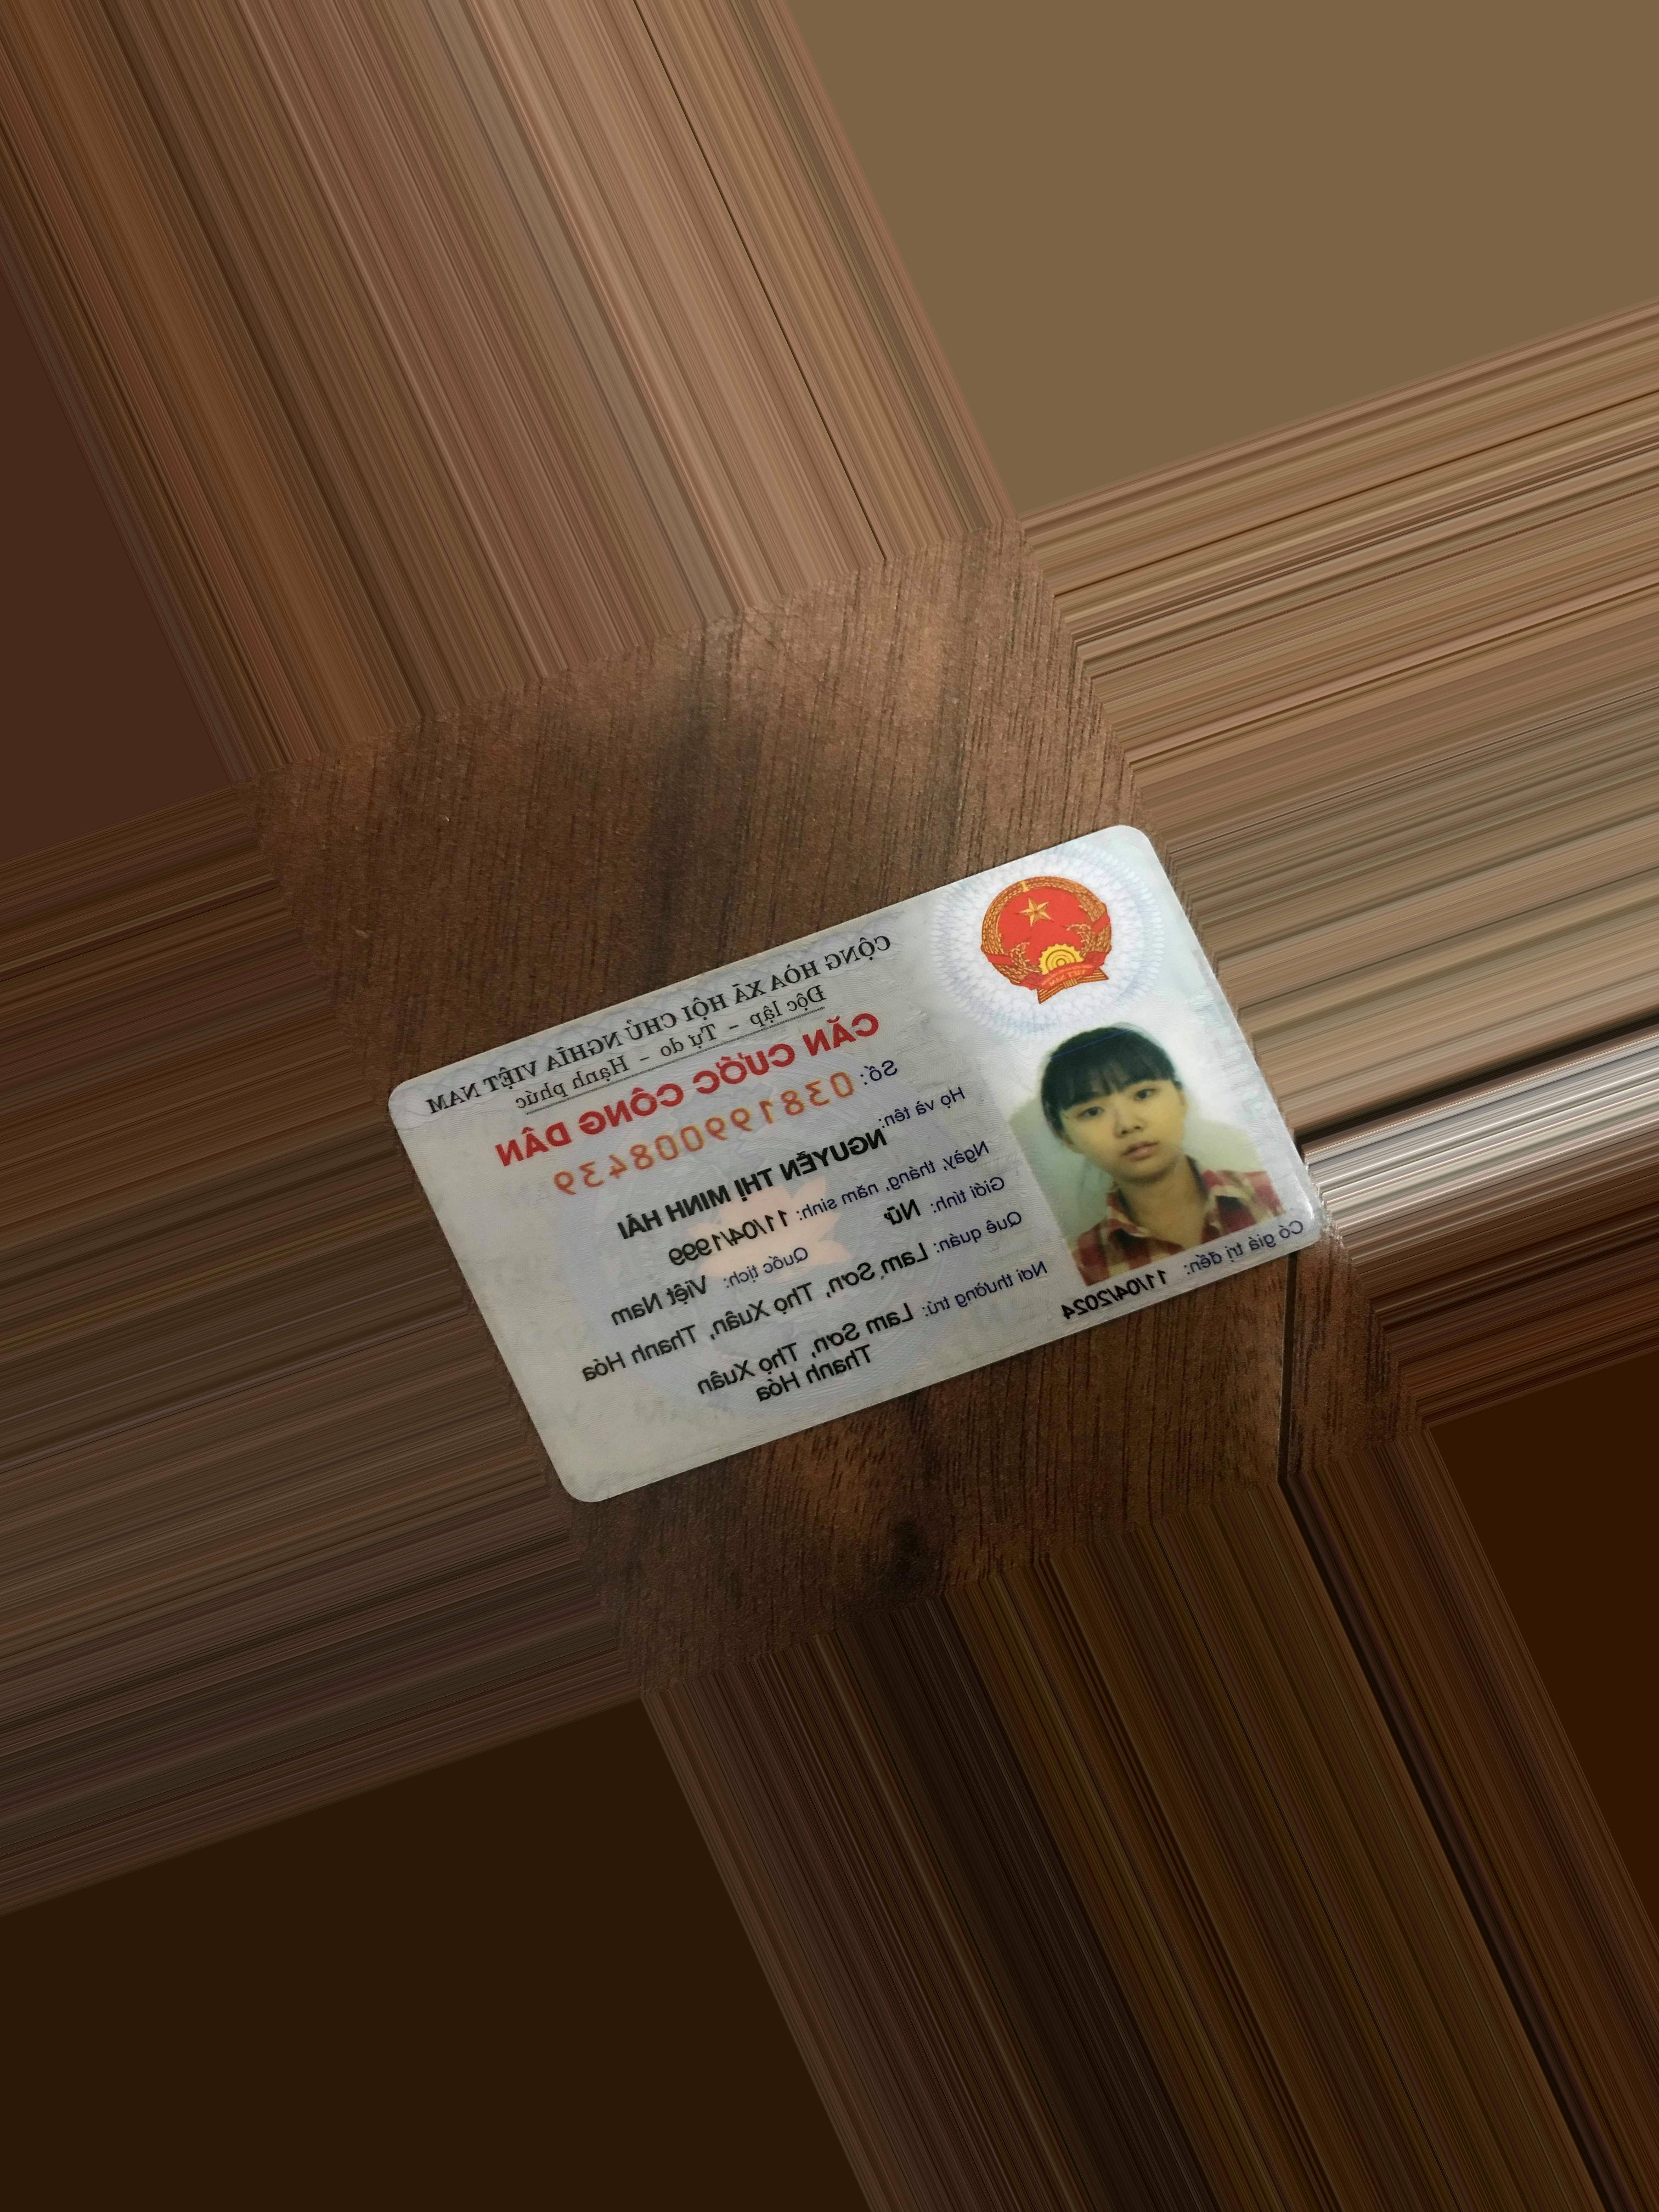 CỘNG HÒA XÃ HỘI CHỦ NGHĨA VIỆT NAM
Độc lập - Tự do - Hạnh phúc
CĂN CƯỚC CÔNG DÂN
Số: 038199008439
Họ và tên:
NGUYỄN THỊ MINH HẢI
Ngày, tháng, năm sinh: 11/04/1999
Giới tính: Nữ Quốc tịch: Việt Nam
Quê quán: Lam Sơn, Thọ Xuân, Thanh Hóa
Nơi thường trú: Lam Sơn, Thọ Xuân
Thanh Hóa
Có giá trị đến: 11/04/2024
VIỆT NAM